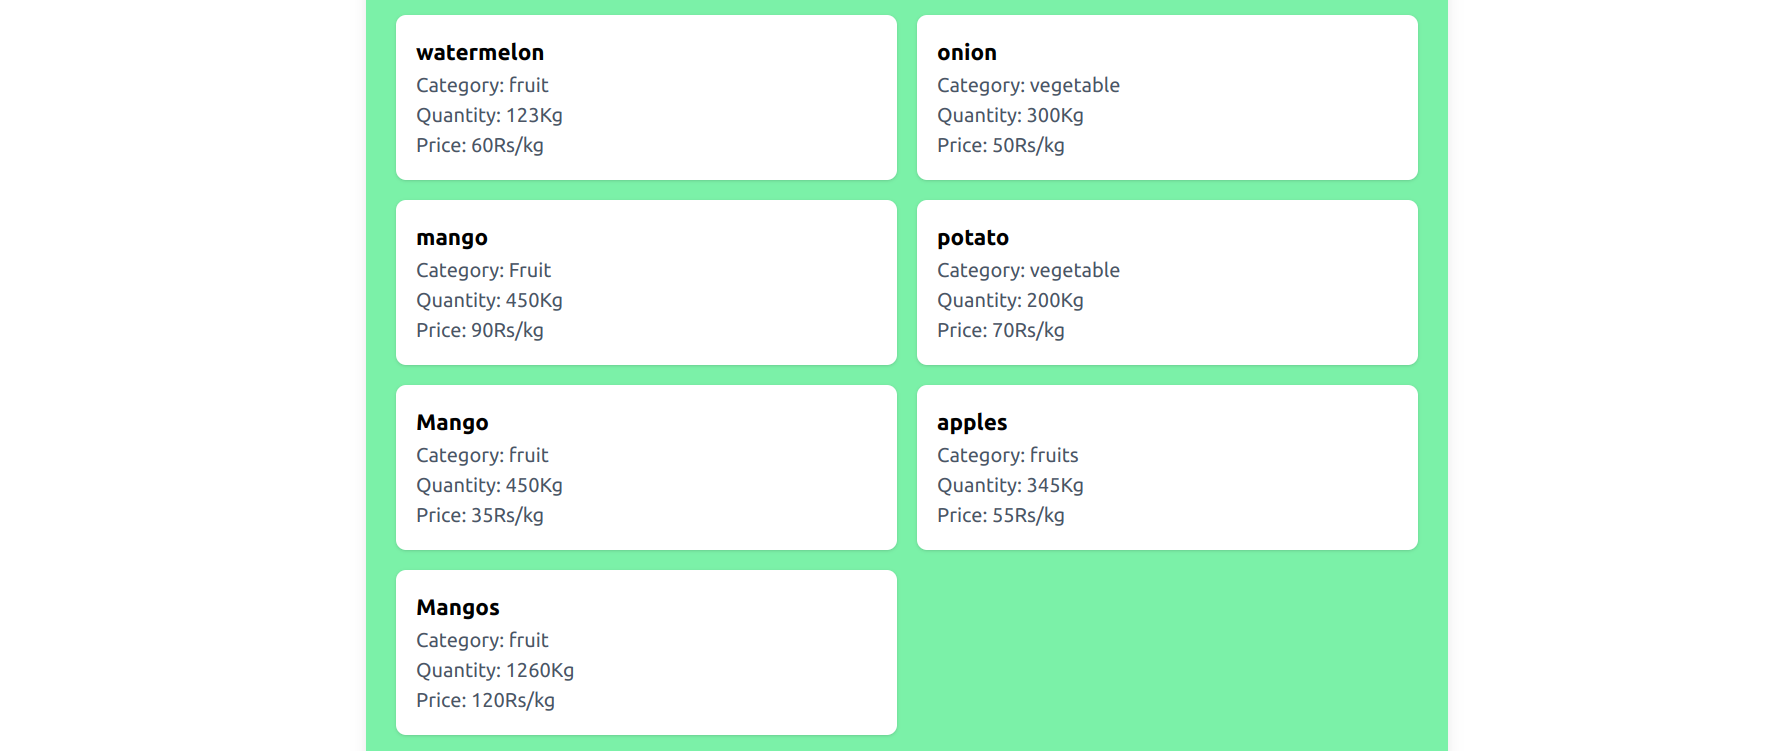 watermelon
Category: fruit
Quantity: 123Kg
Price: 60Rs/kg
onion
Category: vegetable
Quantity: 300Kg
Price: 50Rs/kg
mango
Category: Fruit
Quantity: 450Kg
Price: 90Rs/kg
potato
Category: vegetable
Quantity: 200Kg
Price: 70Rs/kg
Mango
Category: fruit
Quantity: 450Kg
Price: 35Rs/kg
apples
Category: fruits
Quantity: 345Kg
Price: 55Rs/kg
Mangos
Category: fruit
Quantity: 1260Kg
Price: 120Rs/kg